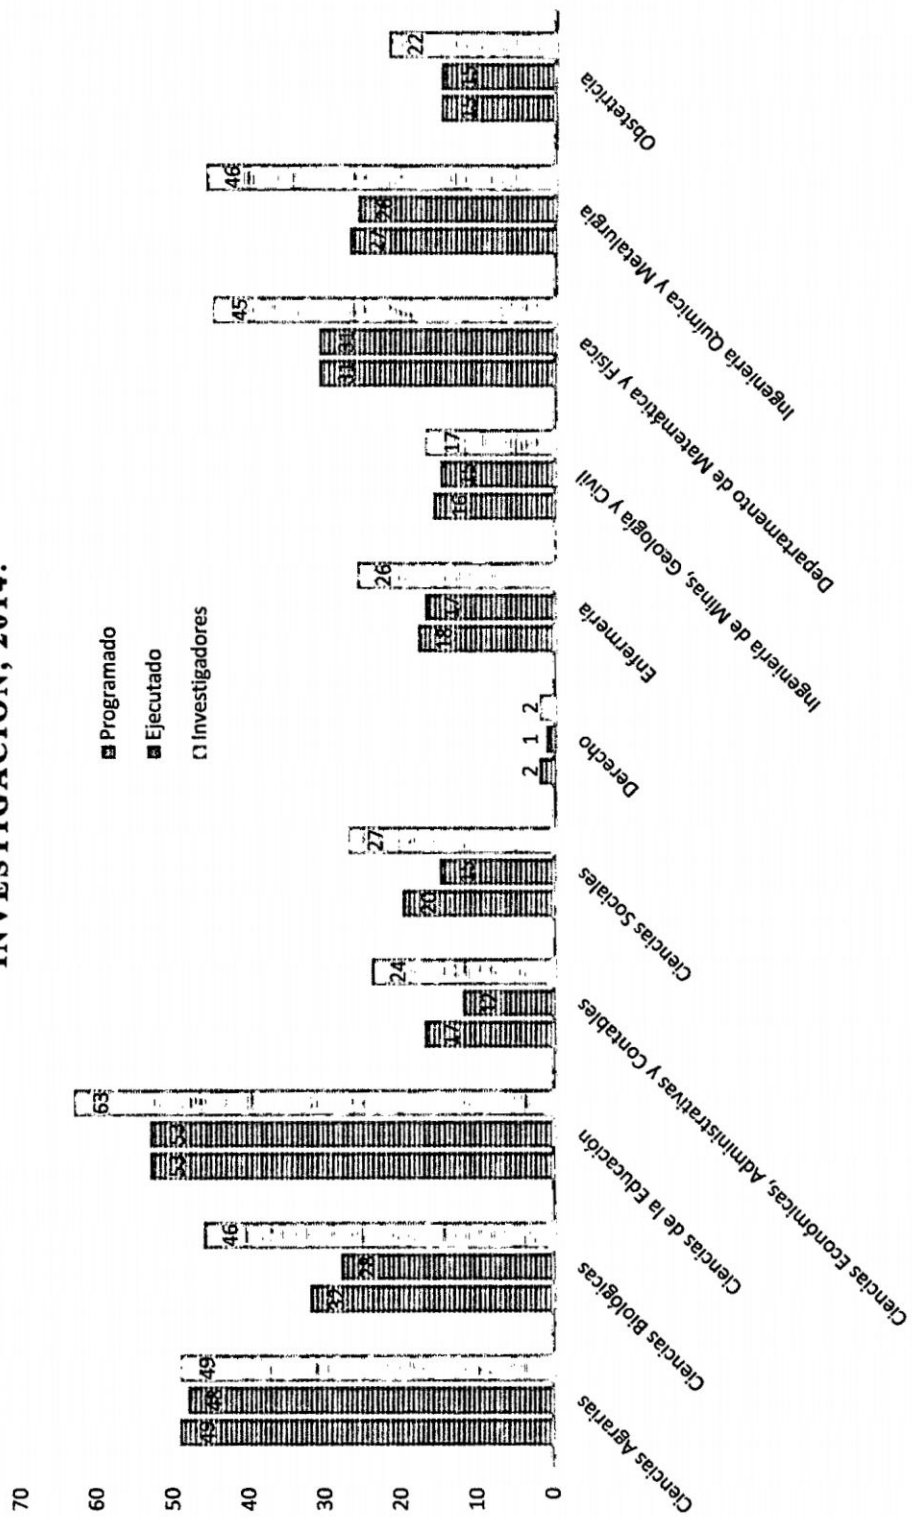 INVESTIGACIÓN, 2014.
Programado
Ejecutado
Investigadores
70
60
50
40
30
20
10
0
49
48
49
32
28
46
53
53
63
17
12
24
20
15
27
2
1
2
18
17
26
16
15
17
31
31
45
27
26
46
15
15
22
Ciencias Agrarias
Ciencias Biológicas
Ciencias de la Educación
Ciencias Económicas, Administrativas y Contables
Ciencias Sociales
Derecho
Enfermería
Ingeniería de Minas, Geología y Civil
Departamento de Matemática y Física
Ingeniería Química y Metalurgia
Obstetricia